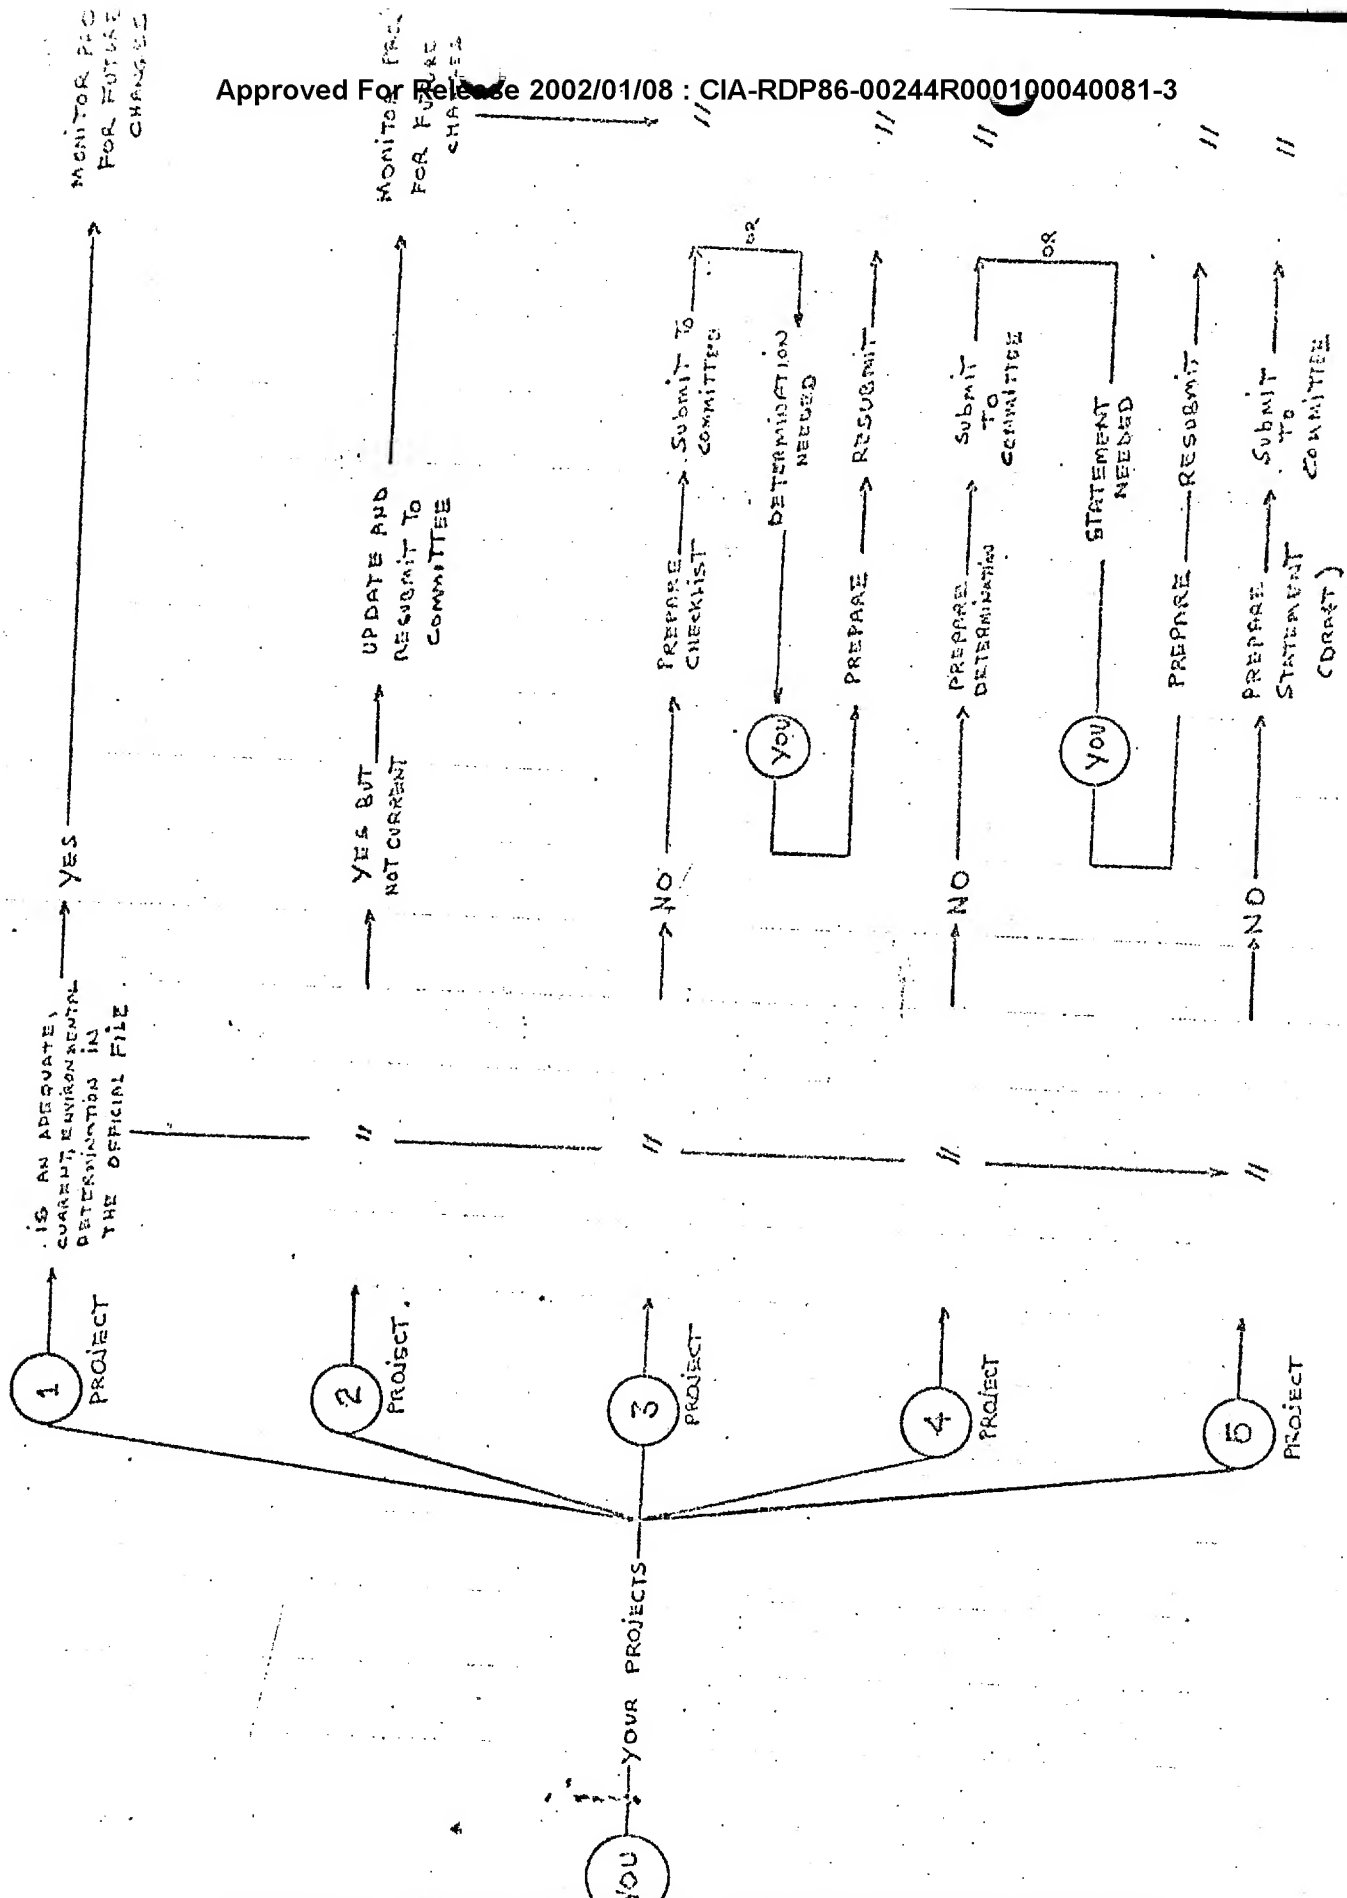 Approved For Release 2002/01/08 : CIA-RDP86-00244R000100040081-3
YOU
YOUR PROJECTS
1
PROJECT
IS AN ADEQUATE,
CURRENT, ENVIRONMENTAL
DETERMINATION IN
THE OFFICIAL FILE
YES
MONITOR PRO
FOR FUTURE
CHANGES
2
PROJECT.
"
YES BUT
NOT CURRENT
UPDATE AND
RESUBMIT TO
COMMITTEE
MONITOR PRO
FOR FUTURE
CHANGES
3
PROJECT
"
NO
PREPARE
CHECKLIST
SUBMIT TO
COMMITTEE
"
OR
DETERMINATION
NEEDED
YOU
PREPARE
RESUBMIT
"
4
PROJECT
"
NO
PREPARE
DETERMINATION
SUBMIT
TO
COMMITTEE
"
OR
STATEMENT
NEEDED
YOU
PREPARE
RESUBMIT
"
5
PROJECT
"
NO
PREPARE
STATEMENT
(DRAFT)
SUBMIT
TO
COMMITTEE
"